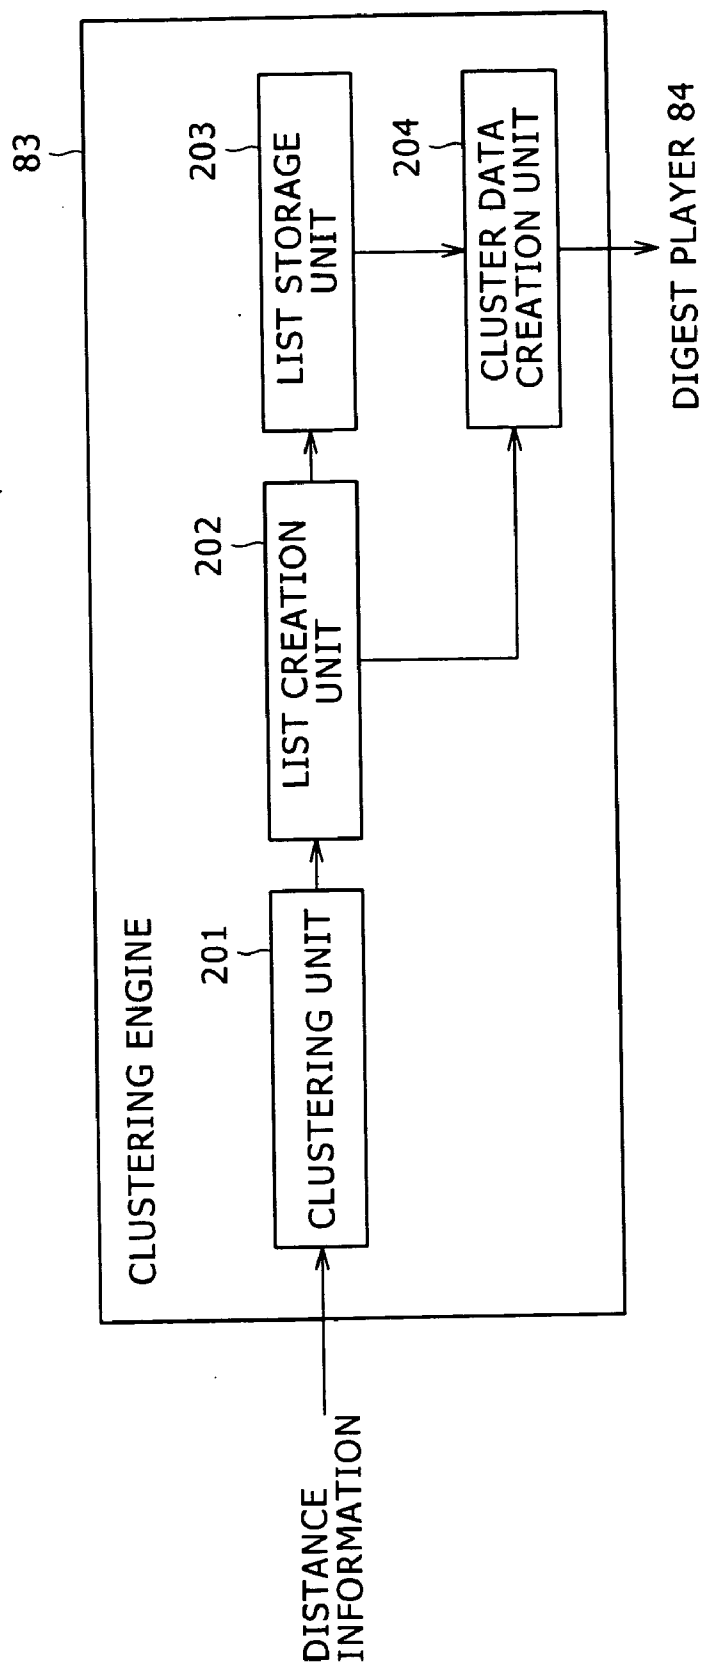 CLUSTERING ENGINE
83
DISTANCE
INFORMATION
201
CLUSTERING UNIT
202
LIST CREATION
UNIT
203
LIST STORAGE
UNIT
204
CLUSTER DATA
CREATION UNIT
DIGEST PLAYER 84